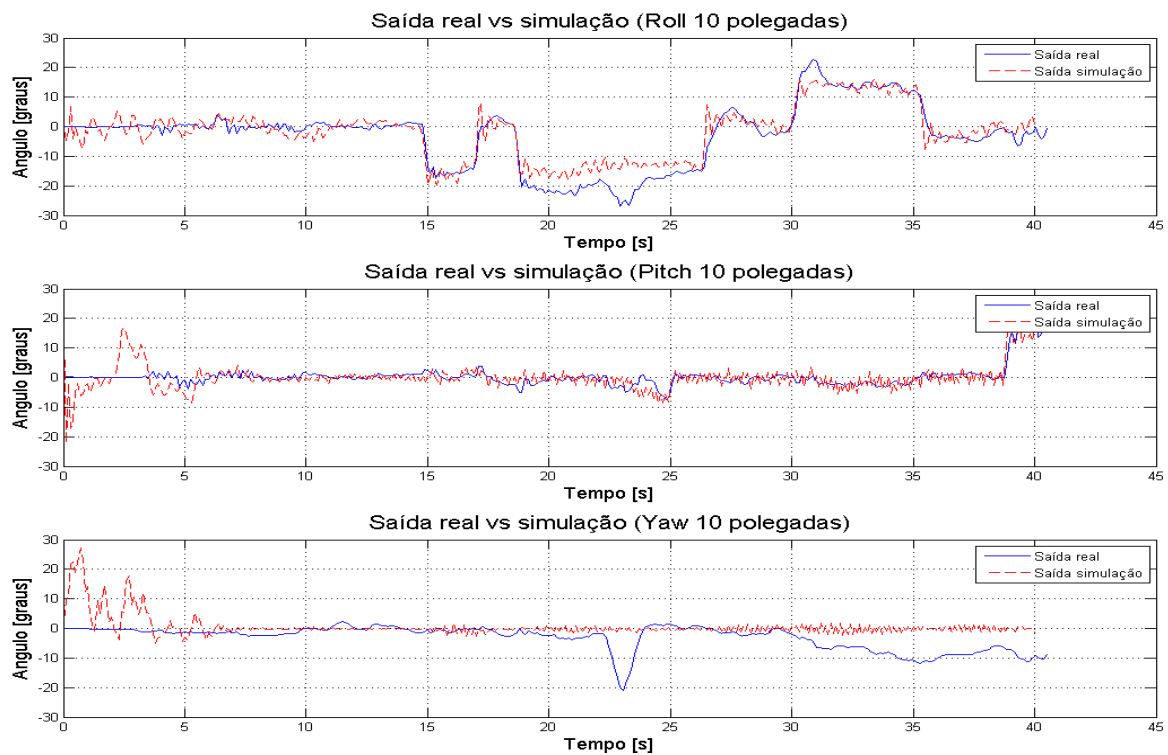 Saída real vs simulação (Roll 10 polegadas)
Angulo [graus]
30
20
10
0
-10
-20
-30
Saída real
Saída simulação
0 5 10 15 20 25 30 35 40 45
Tempo [s]
Saída real vs simulação (Pitch 10 polegadas)
Angulo [graus]
30
20
10
0
-10
-20
-30
Saída real
Saída simulação
0 5 10 15 20 25 30 35 40 45
Tempo [s]
Saída real vs simulação (Yaw 10 polegadas)
Angulo [graus]
30
20
10
0
-10
-20
-30
Saída real
Saída simulação
0 5 10 15 20 25 30 35 40 45
Tempo [s]